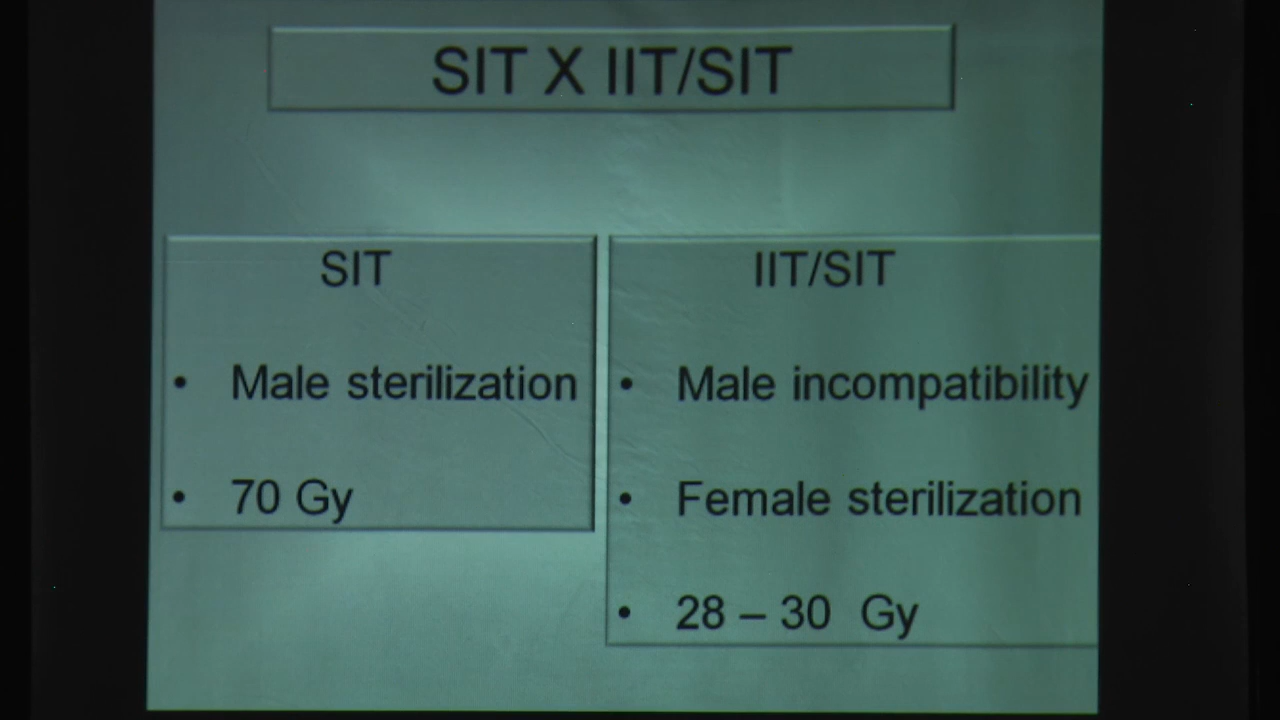 SIT X IIT/SIT
SIT
• Male sterilization
• 70 Gy
IIT/SIT
• Male incompatibility
• Female sterilization
• 28 – 30 Gy